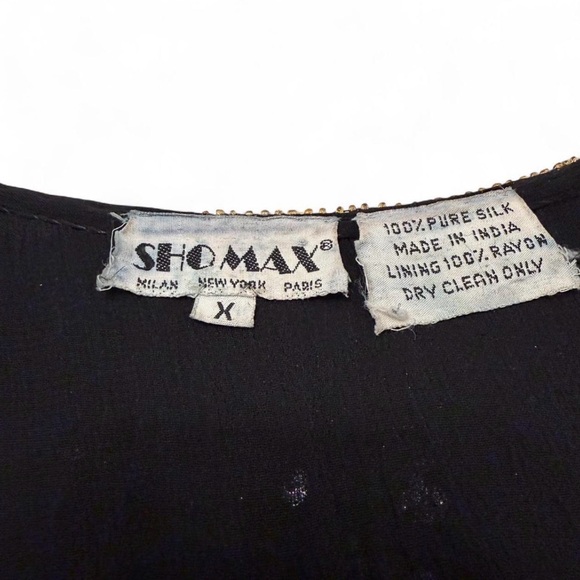 SHOMAX®
MILAN NEW YORK PARIS
X
100% PURE SILK
MADE IN INDIA
LINING 100% RAYON
DRY CLEAN ONLY